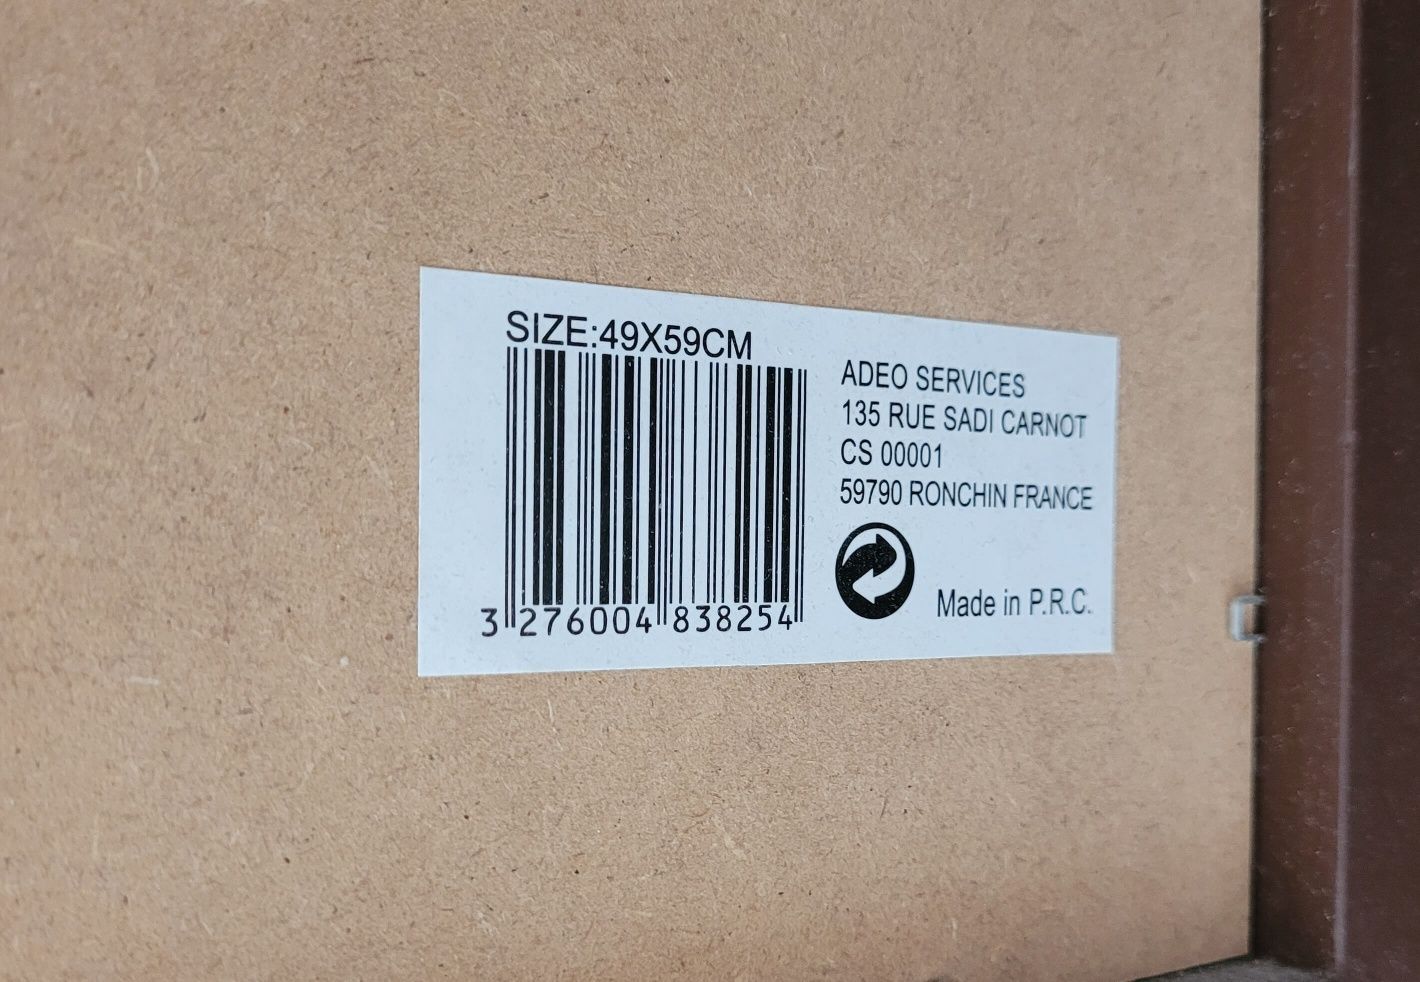 SIZE:49X59CM
3 276004 838254
ADEO SERVICES
135 RUE SADI CARNOT
CS 00001
59790 RONCHIN FRANCE
Made in P.R.C.